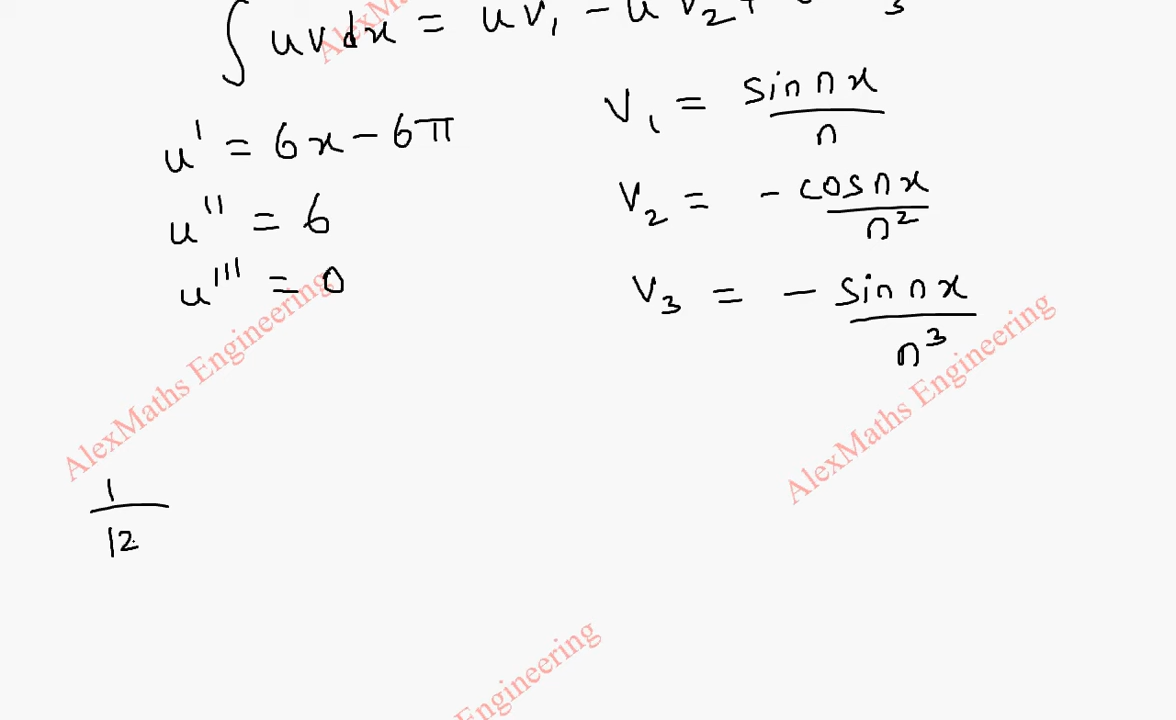 ∫ uv dx = uv₁ − u v₂ +
u' = 6x − 6π
v₁ = sin nx / n
u'' = 6
v₂ = − cos nx / n²
u''' = 0
v₃ = − sin nx / n³
1/12
AlexMaths Engineering
AlexMaths Engineering
Engineering